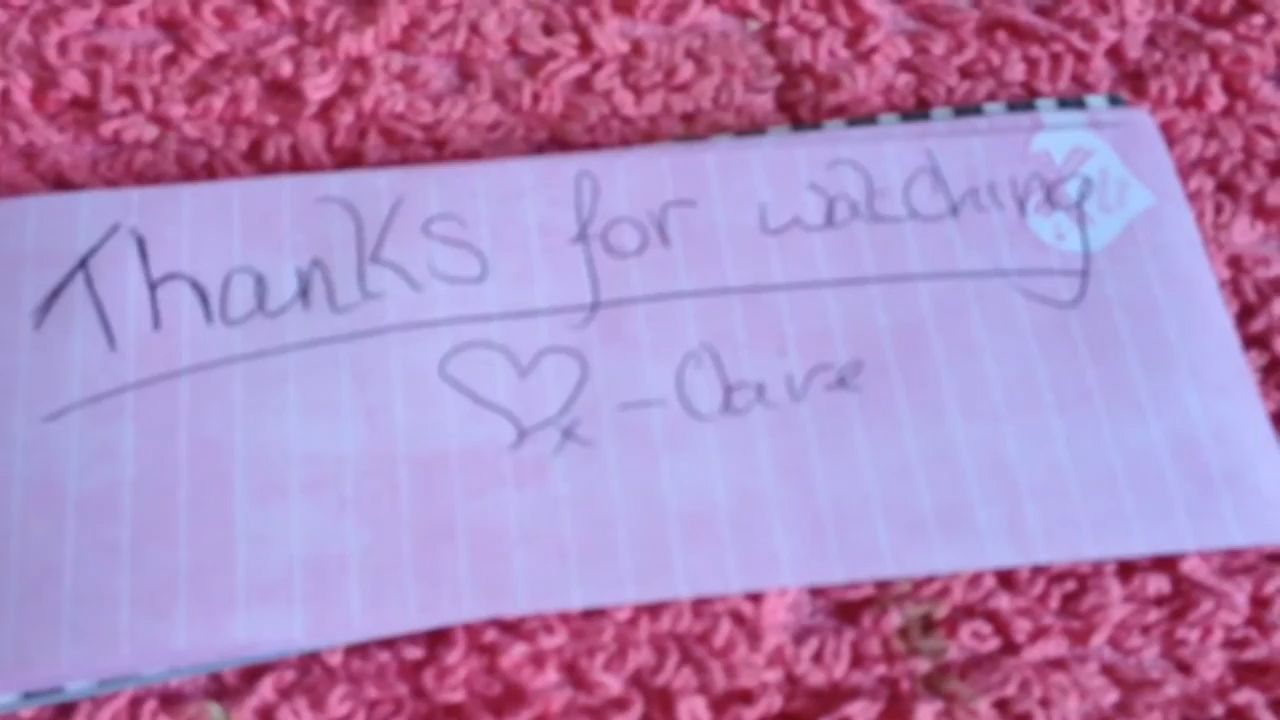 Thanks for watching
♡x - Claire